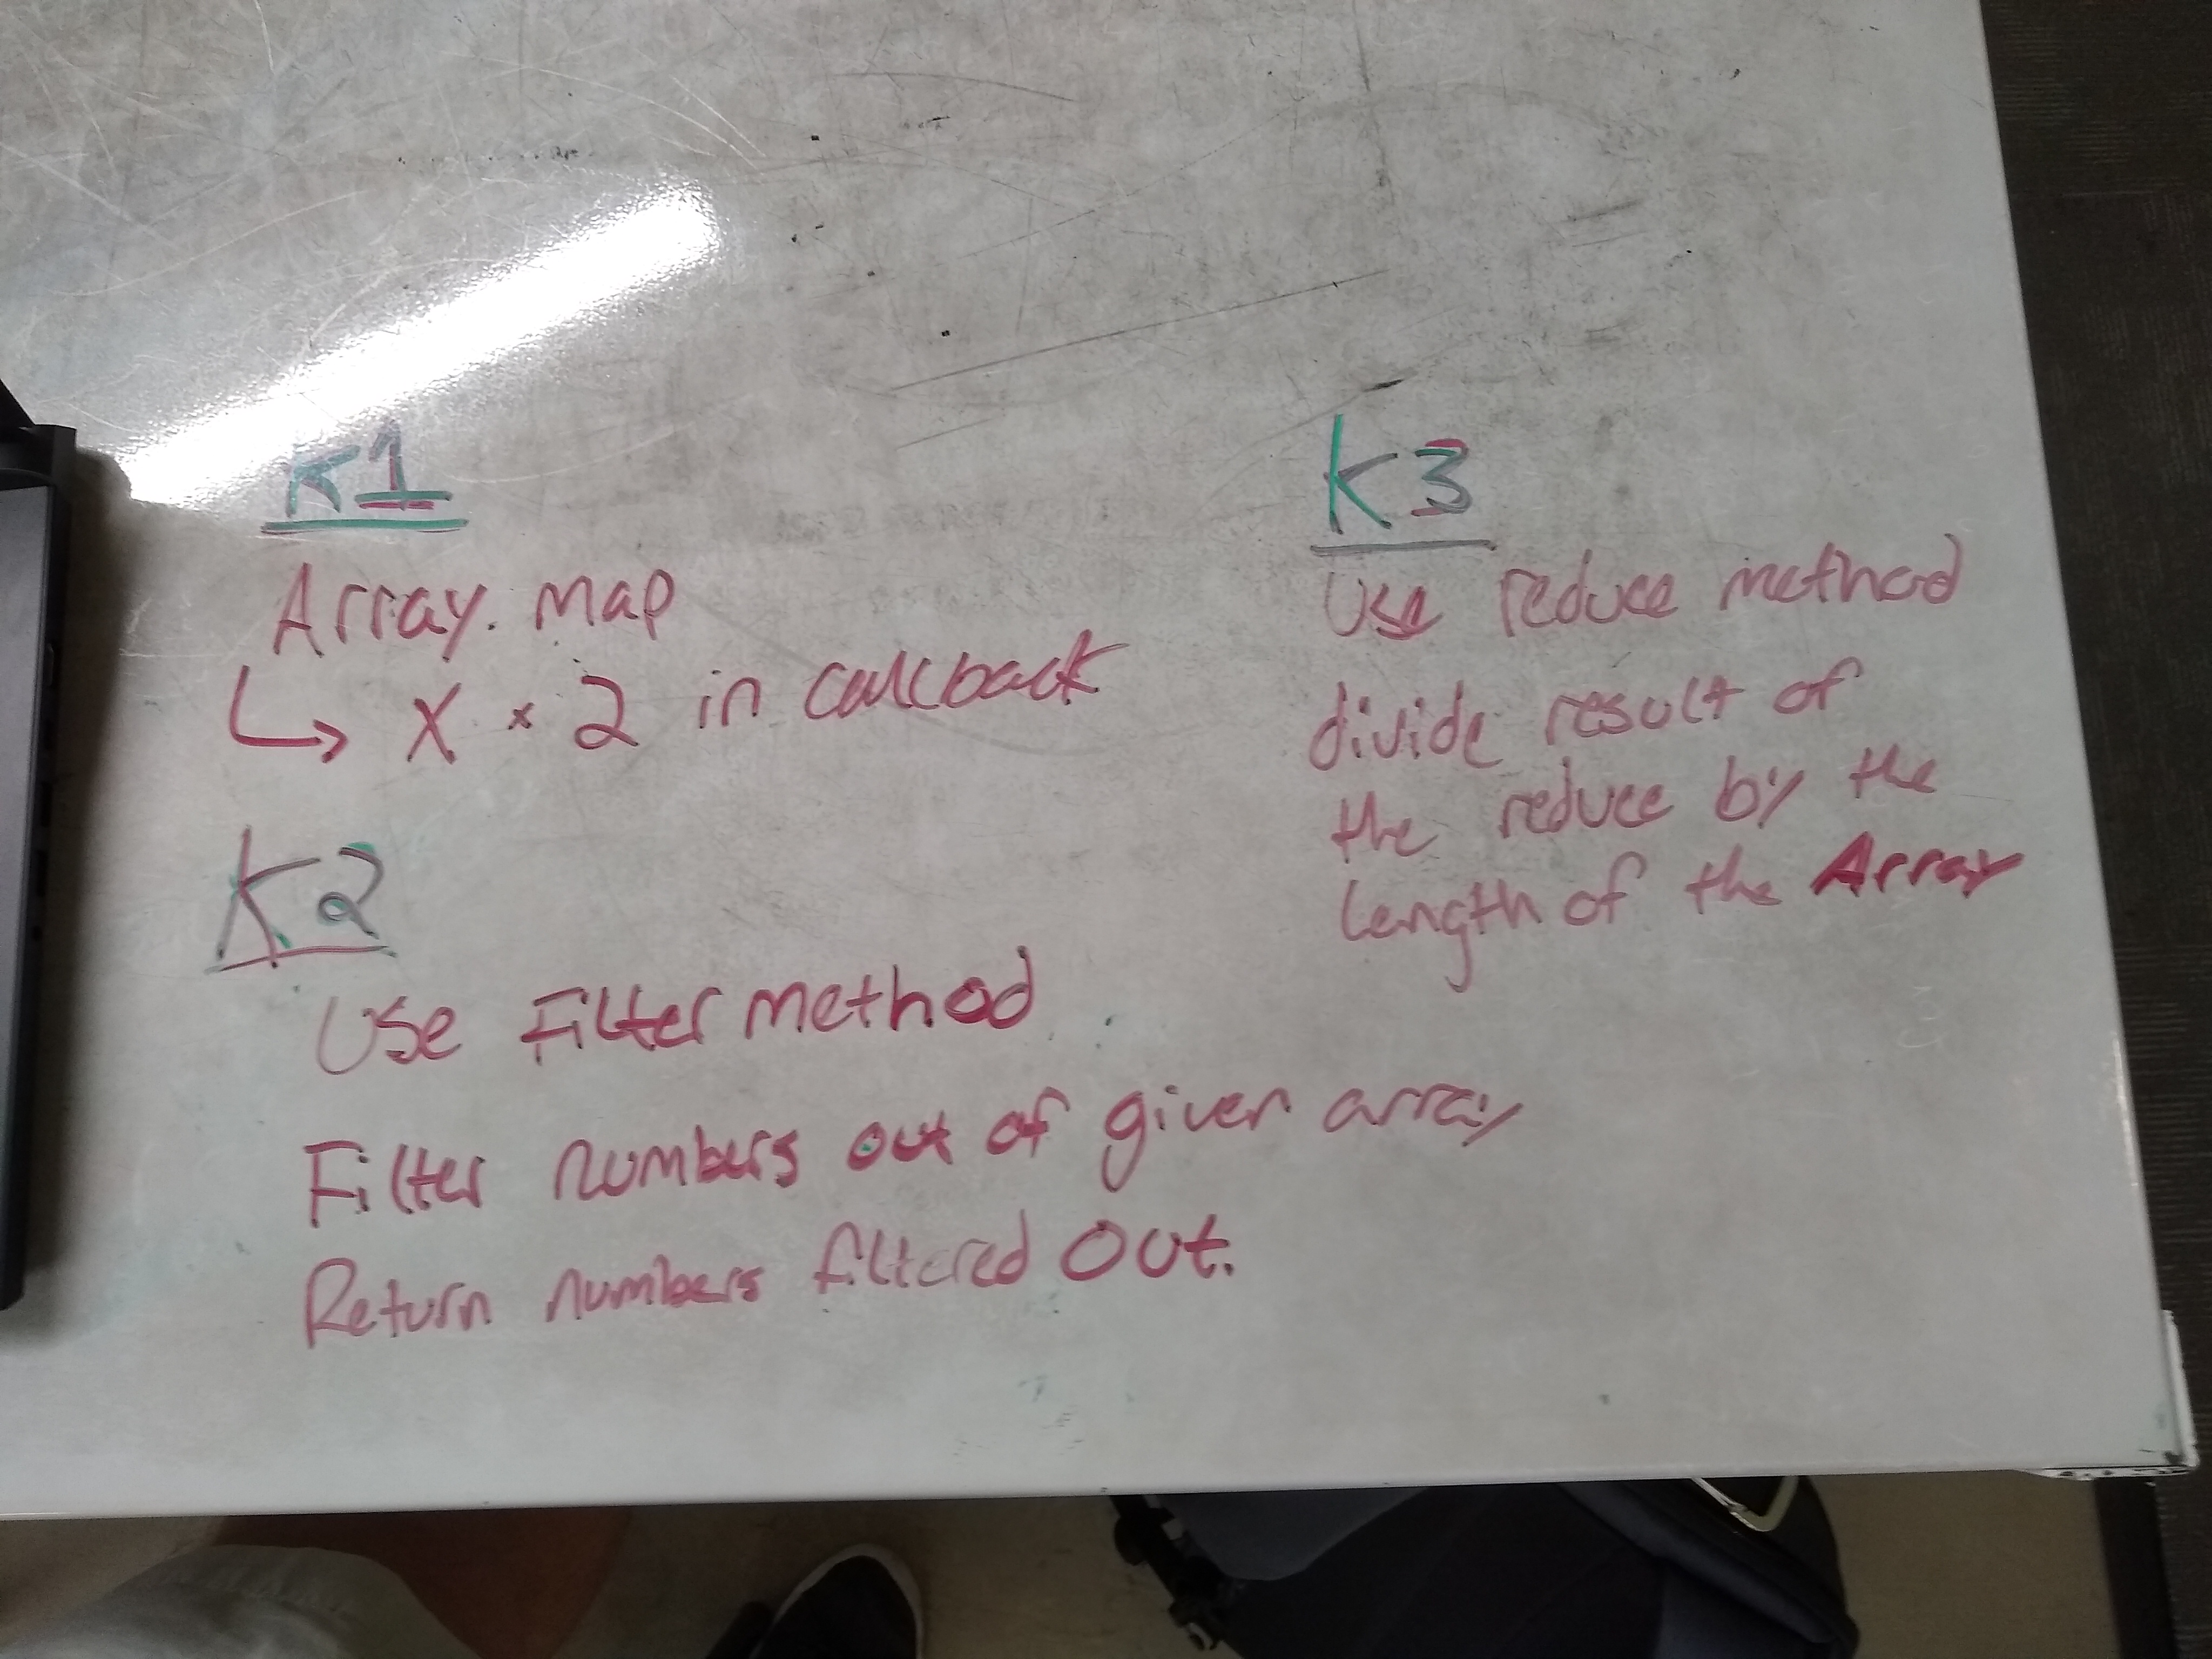 K1
Array. map
↳ X × 2 in callback
K2
Use Filter method
Filter numbers out of given array
Return numbers filtered Out.
K3
Use reduce method
divide result of
the reduce by the
length of the Array